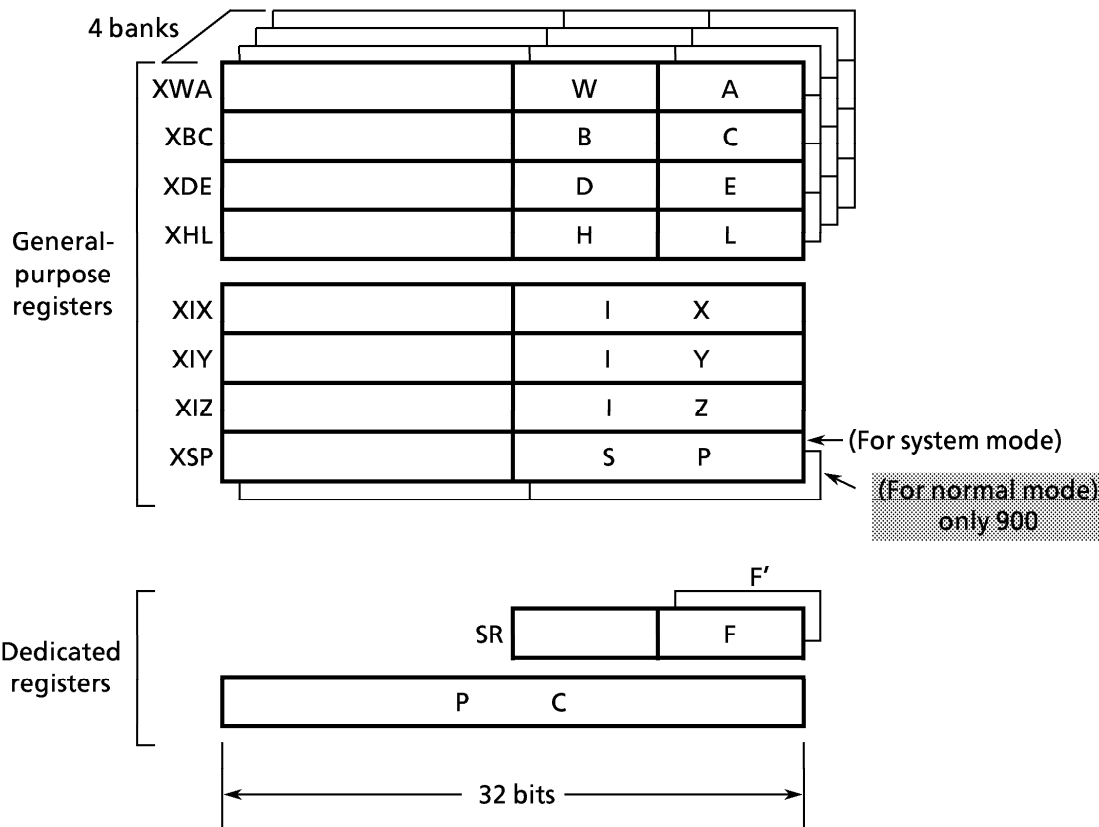 4 banks
XWA W A
XBC B C
XDE D E
XHL H L
General-
purpose
registers
XIX I X
XIY I Y
XIZ I Z
XSP S P
(For system mode)
(For normal mode)
only 900
F′
SR F
Dedicated
registers
P C
32 bits